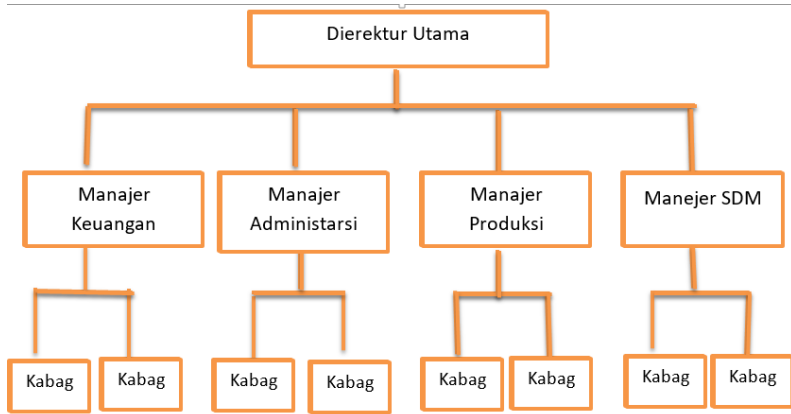 Dierektur Utama
Manajer
Keuangan
Manajer
Administarsi
Manajer
Produksi
Manejer SDM
Kabag
Kabag
Kabag
Kabag
Kabag
Kabag
Kabag
Kabag